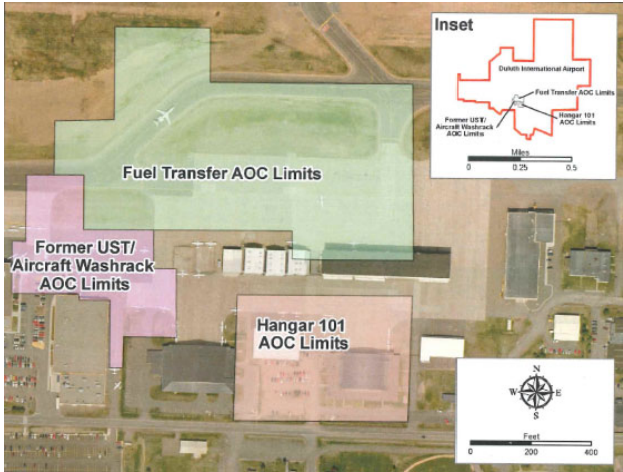 Inset
Duluth International Airport
Fuel Transfer AOC Limits
Former UST/
Aircraft Washrack
AOC Limits
Hangar 101
AOC Limits
Miles
0 0.25 0.5
Fuel Transfer AOC Limits
Former UST/
Aircraft Washrack
AOC Limits
Hangar 101
AOC Limits
N
W E
S
Feet
0 200 400